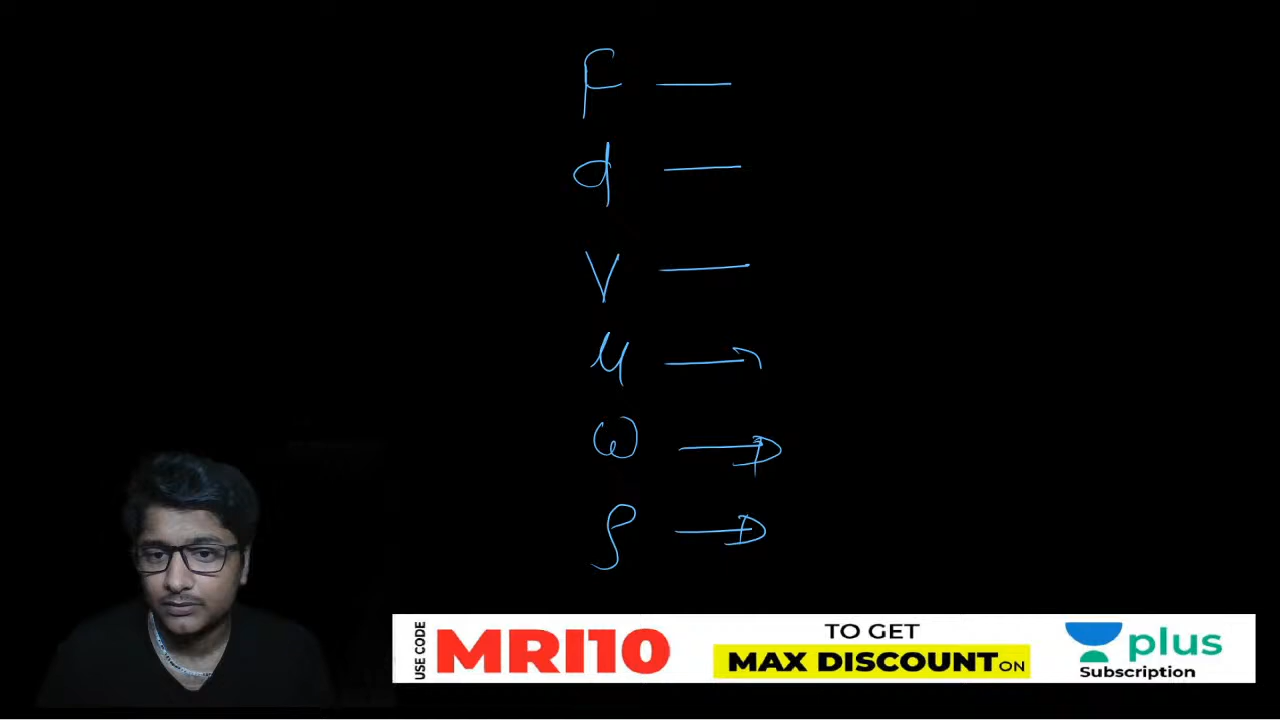 F —
d —
V —
μ →
ω →
ρ →
USE CODE
MRI10
TO GET
MAX DISCOUNT ON
plus
Subscription